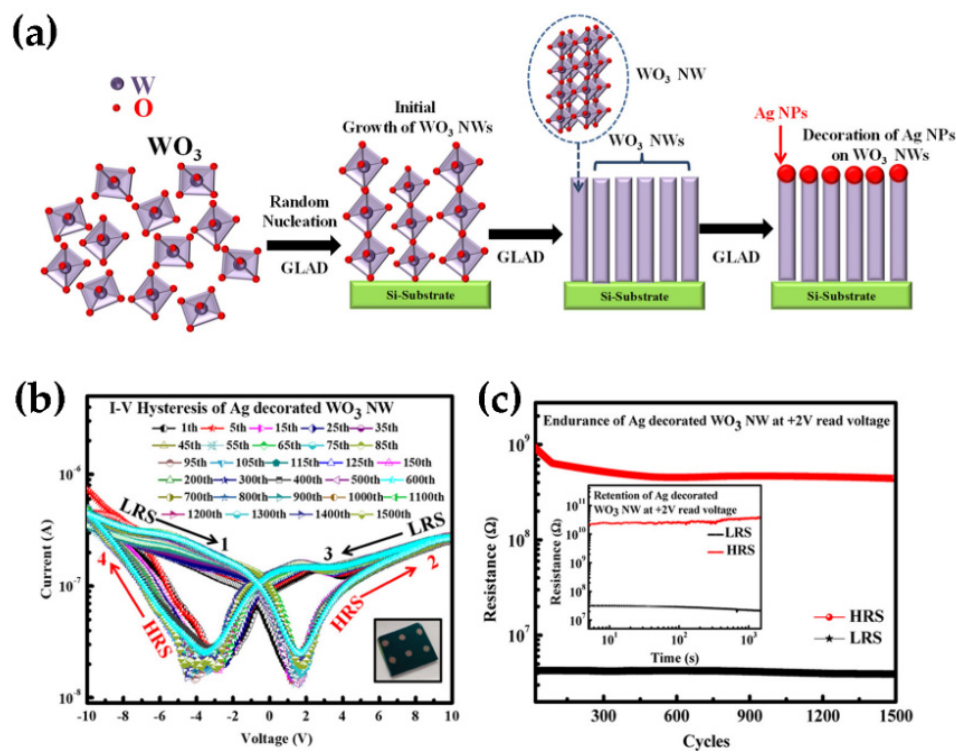 (a)
W
O
WO3
Random
Nucleation
GLAD
Initial
Growth of WO3 NWs
Si-Substrate
GLAD
WO3 NW
WO3 NWs
Si-Substrate
GLAD
Ag NPs
Decoration of Ag NPs
on WO3 NWs
Si-Substrate
(b)
I-V Hysteresis of Ag decorated WO3 NW
1th 5th 15th 25th 35th
45th 55th 65th 75th 85th
95th 105th 115th 125th 150th
200th 300th 400th 500th 600th
700th 800th 900th 1000th 1100th
1200th 1300th 1400th 1500th
LRS
1
3
LRS
4
HRS
HRS
2
10-6
10-7
10-8
Current (A)
-10 -8 -6 -4 -2 0 2 4 6 8 10
Voltage (V)
(c)
Endurance of Ag decorated WO3 NW at +2V read voltage
109
108
107
106
Resistance (Ω)
Retention of Ag decorated
WO3 NW at +2V read voltage
LRS
HRS
1011
1010
109
108
107
Resistance (Ω)
101 102 103
Time (s)
HRS
LRS
300 600 900 1200 1500
Cycles